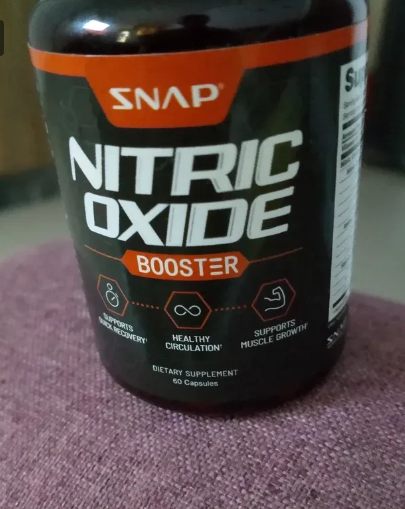 SNAP®
NITRIC
OXIDE
BOOSTER
SUPPORTS
QUICK RECOVERY†
HEALTHY
CIRCULATION†
SUPPORTS
MUSCLE GROWTH†
DIETARY SUPPLEMENT
60 Capsules